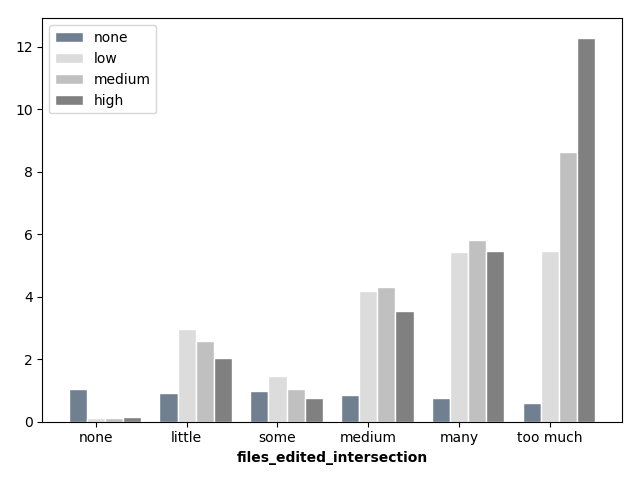 none
low
medium
high
12
10
8
6
4
2
0
none little some medium many too much
files_edited_intersection